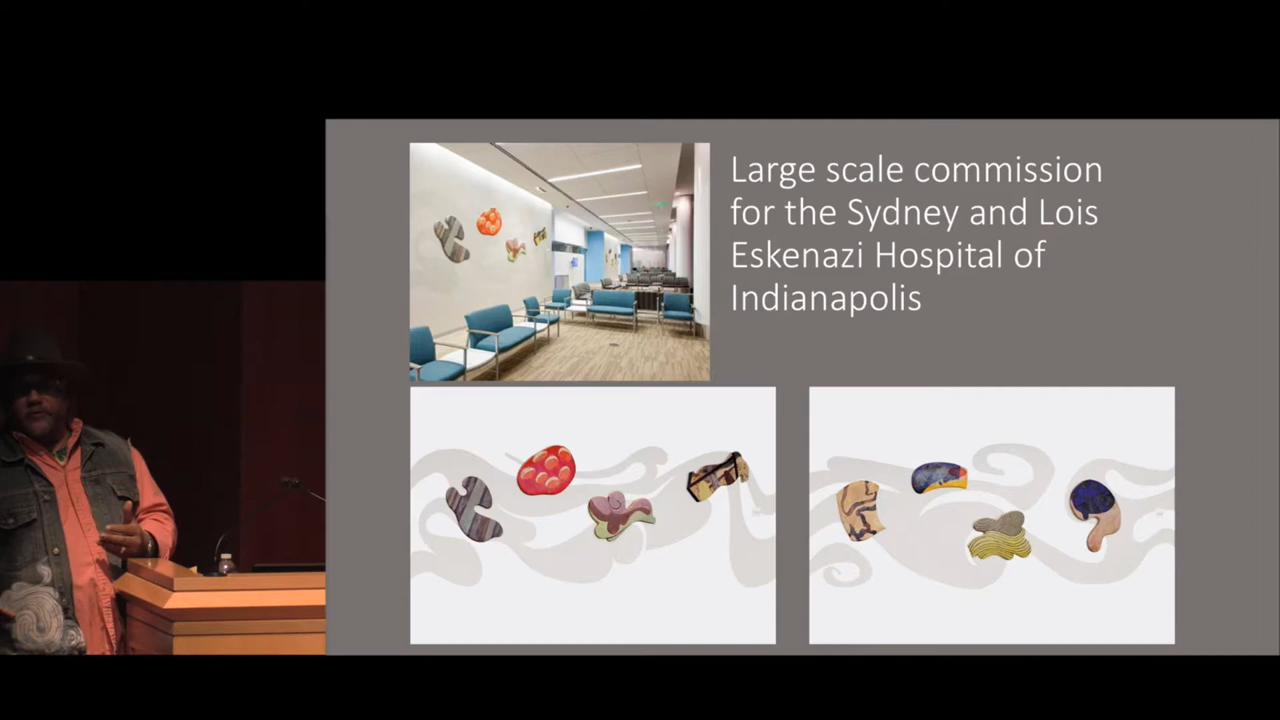 Large scale commission
for the Sydney and Lois
Eskenazi Hospital of
Indianapolis